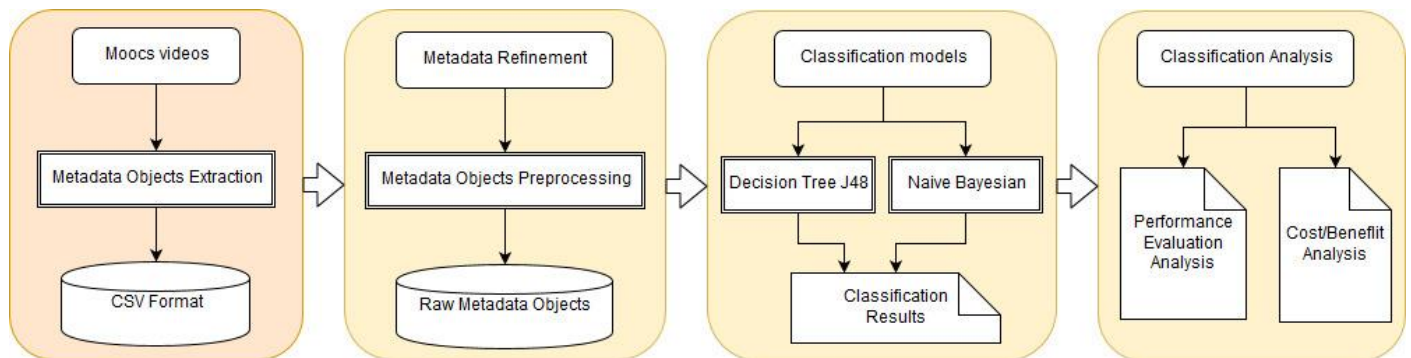 Moocs videos
Metadata Objects Extraction
CSV Format
Metadata Refinement
Metadata Objects Preprocessing
Raw Metadata Objects
Classification models
Decision Tree J48
Naive Bayesian
Classification
Results
Classification Analysis
Performance
Evaluation
Analysis
Cost/Beneflit
Analysis